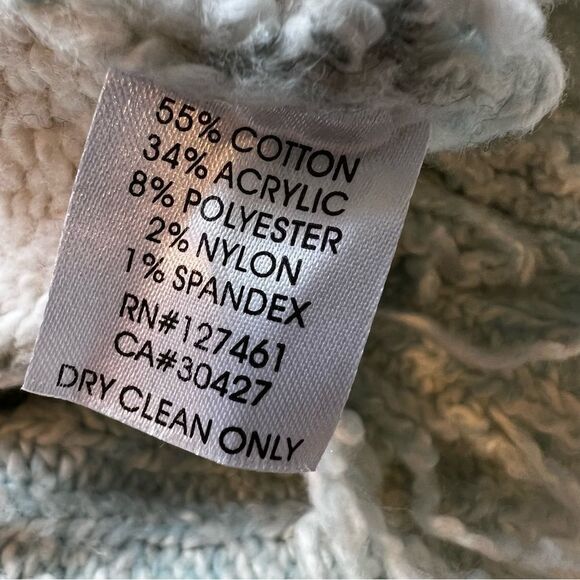 55% COTTON
34% ACRYLIC
8% POLYESTER
2% NYLON
1% SPANDEX
RN#127461
CA#30427
DRY CLEAN ONLY